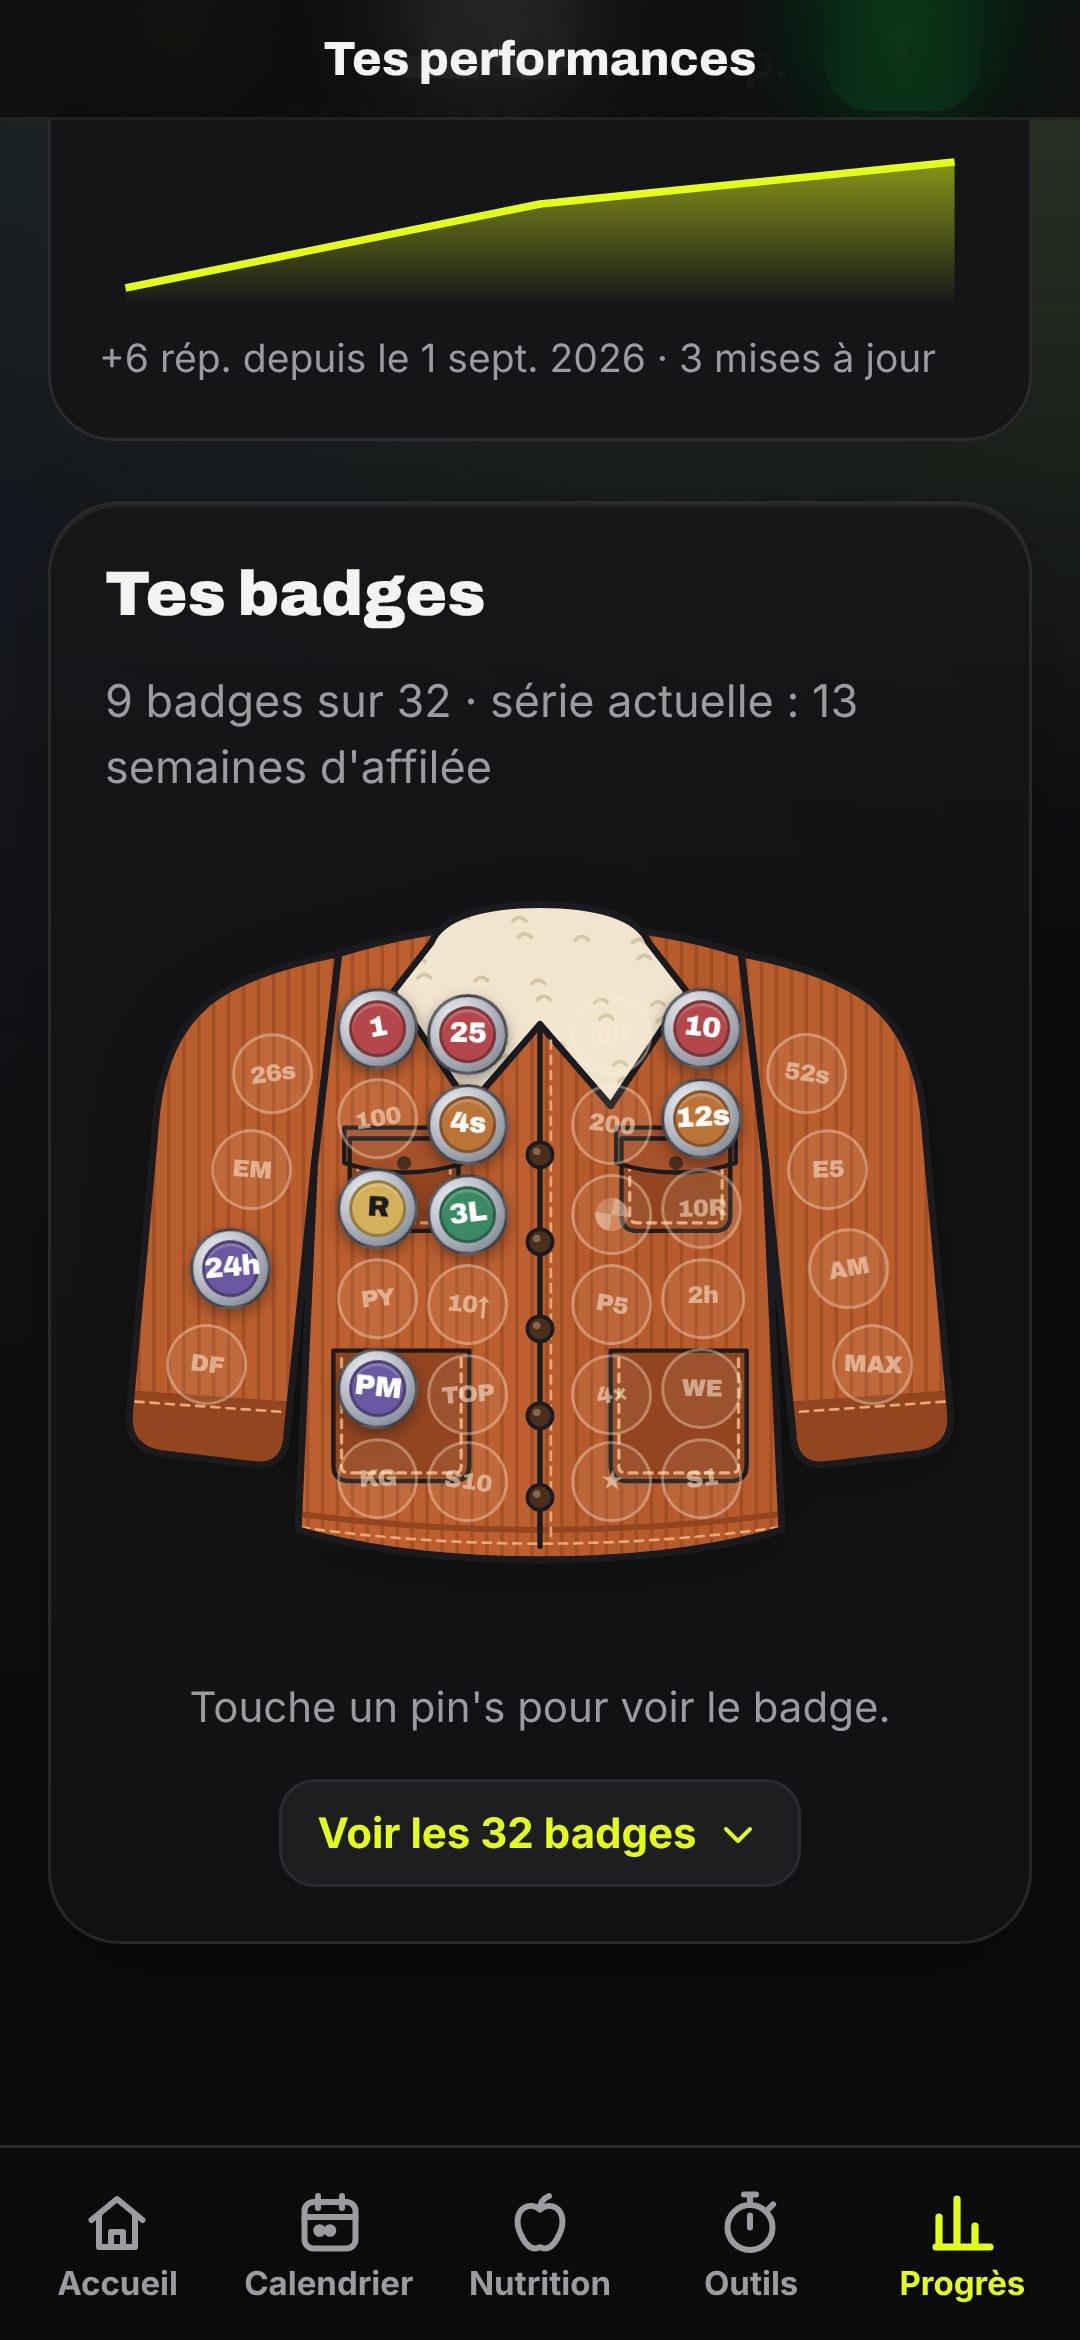 Tes performances
+6 rép. depuis le 1 sept. 2026 · 3 mises à jour
Tes badges
9 badges sur 32 · série actuelle : 13
semaines d'affilée
1
25
50
10
26s
52s
100
4s
200
12s
EM
E5
R
3L
10R
24h
AM
PY
10↑
P5
2h
DF
MAX
PM
TOP
4×
WE
KG
S10
★
S1
Touche un pin's pour voir le badge.
Voir les 32 badges
Accueil
Calendrier
Nutrition
Outils
Progrès